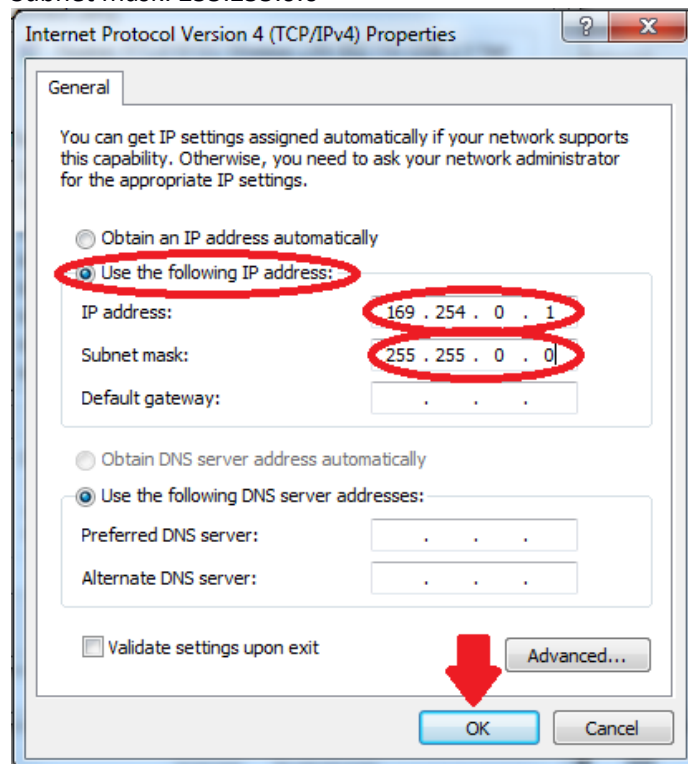 Internet Protocol Version 4 (TCP/IPv4) Properties
General
You can get IP settings assigned automatically if your network supports
this capability. Otherwise, you need to ask your network administrator
for the appropriate IP settings.
Obtain an IP address automatically
Use the following IP address:
IP address: 169 . 254 . 0 . 1
Subnet mask: 255 . 255 . 0 . 0
Default gateway: . . .
Obtain DNS server address automatically
Use the following DNS server addresses:
Preferred DNS server: . . .
Alternate DNS server: . . .
Validate settings upon exit
Advanced...
OK Cancel